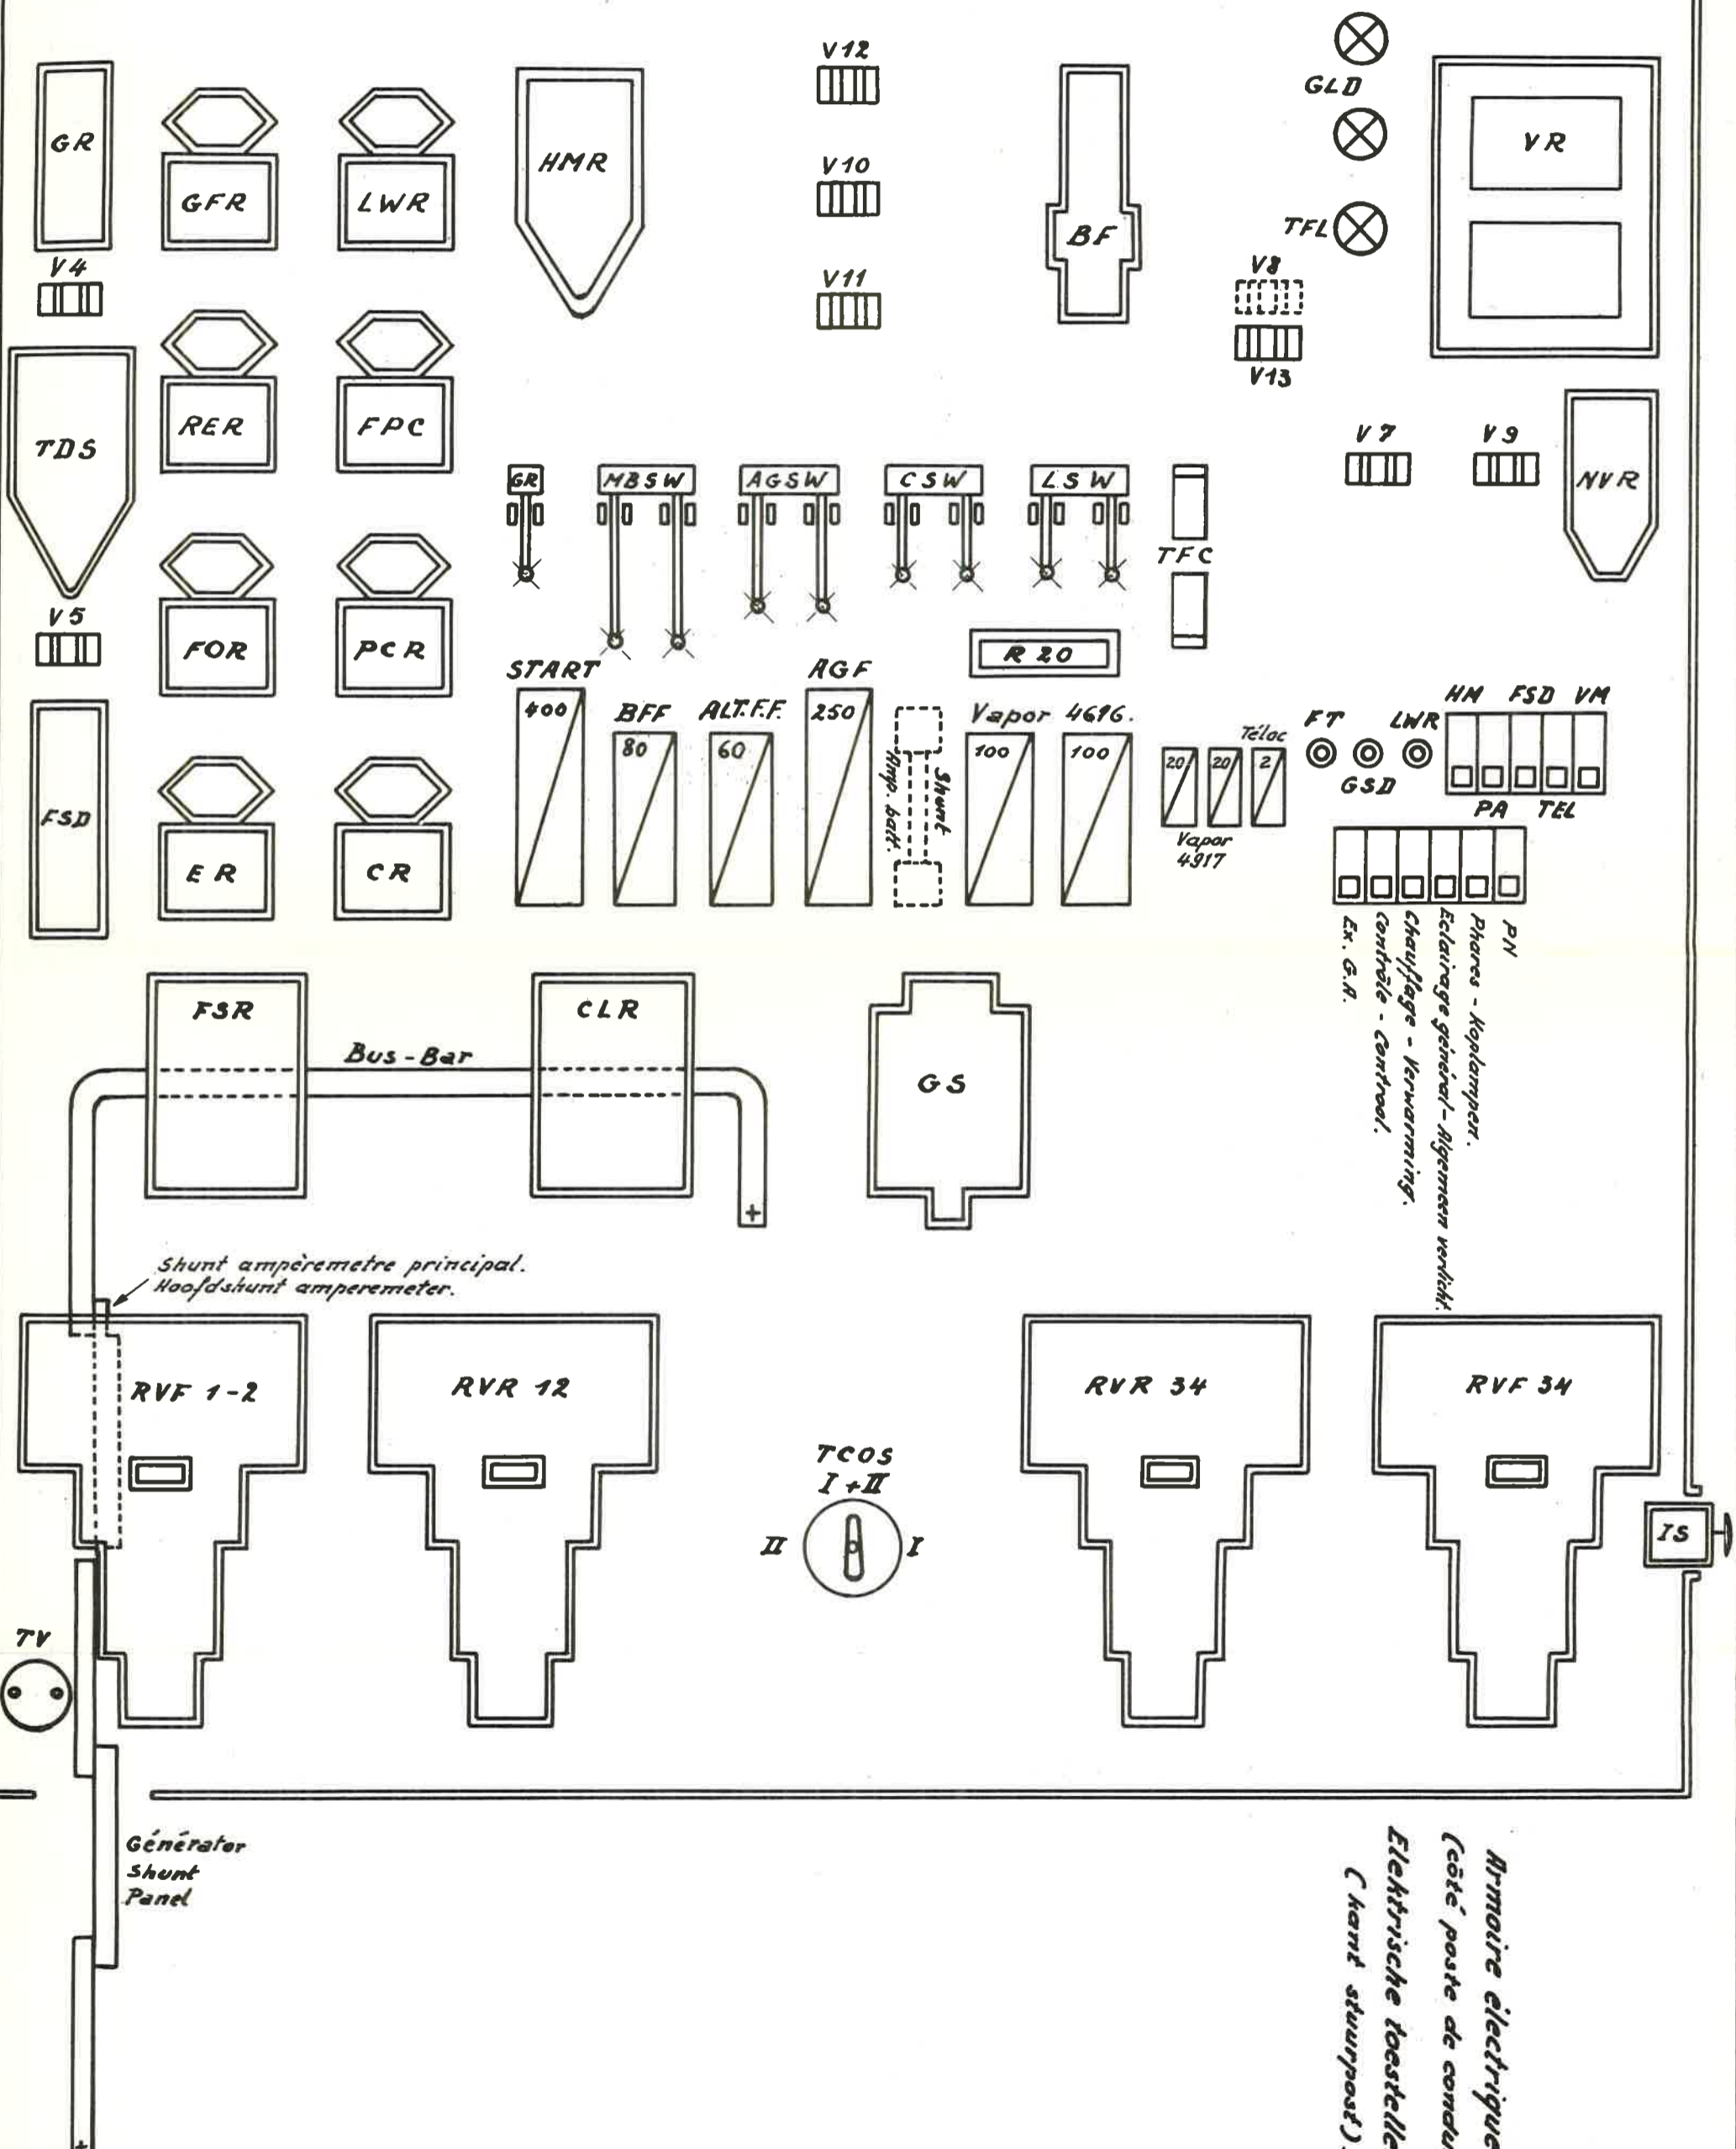 V12
GLD
GR
GFR
LWR
HMR
V10
BF
TFL
VR
V4
V11
V8
V13
TDS
RER
FPC
GR
MBSW
AGSW
CSW
LSW
TFC
V7
V9
NVR
V5
FOR
PCR
R 20
START
400
BFF
80
ALT.F.F.
60
AGF
250
Shunt
Amp. batt.
Vapor 4616.
100
100
Téloc
20
20
2
Vapor
4917
FT
GSD
LWR
HM
FSD
VM
PA
TEL
FSD
ER
CR
PN
Phares - Koplampen.
Eclairage général - Algemeen verlicht.
Chauffage - Verwarming.
Contrôle - Controol.
Ex. G.A.
FSR
Bus-Bar
CLR
+
GS
Shunt ampèremetre principal.
Hoofdshunt amperemeter.
RVF 1-2
RVR 12
RVR 34
RVF 34
TCOS
I+II
II
I
IS
TV
Générator
Shunt
Panel
Armoire électrique
(côté poste de condu
Elektrische toestelle
(kant stuurpost)
+